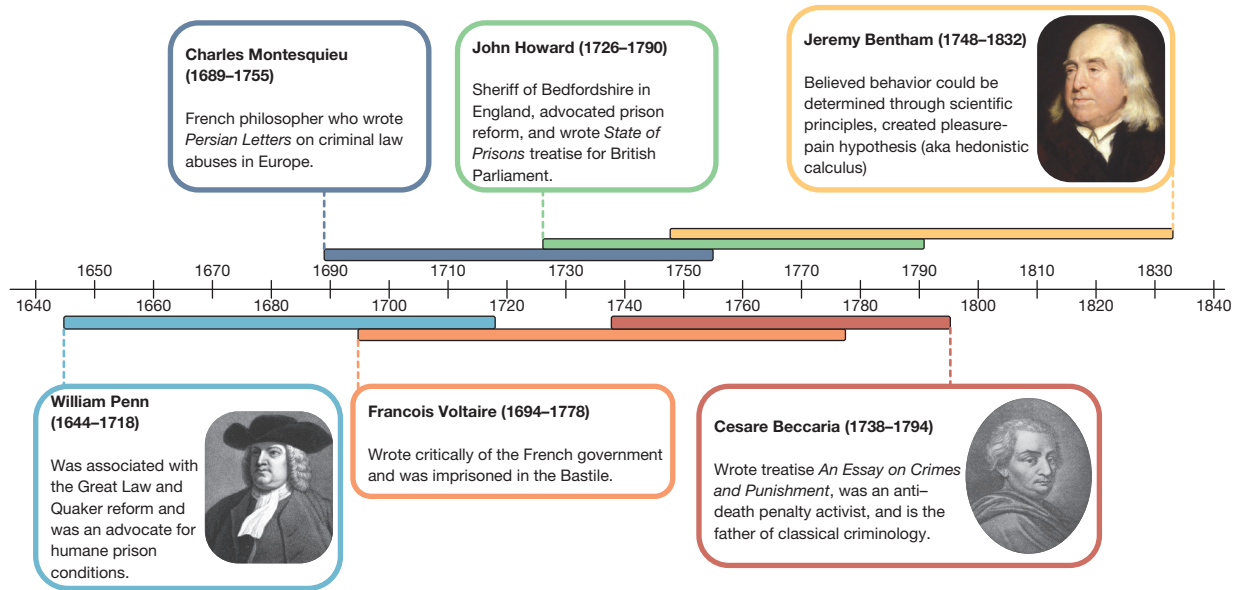 Charles Montesquieu
(1689–1755)
French philosopher who wrote
Persian Letters on criminal law
abuses in Europe.
John Howard (1726–1790)
Sheriff of Bedfordshire in
England, advocated prison
reform, and wrote State of
Prisons treatise for British
Parliament.
Jeremy Bentham (1748–1832)
Believed behavior could be
determined through scientific
principles, created pleasure-
pain hypothesis (aka hedonistic
calculus)
1650 1670 1690 1710 1730 1750 1770 1790 1810 1830
1640 1660 1680 1700 1720 1740 1760 1780 1800 1820 1840
William Penn
(1644–1718)
Was associated with
the Great Law and
Quaker reform and
was an advocate for
humane prison
conditions.
Francois Voltaire (1694–1778)
Wrote critically of the French government
and was imprisoned in the Bastile.
Cesare Beccaria (1738–1794)
Wrote treatise An Essay on Crimes
and Punishment, was an anti–
death penalty activist, and is the
father of classical criminology.